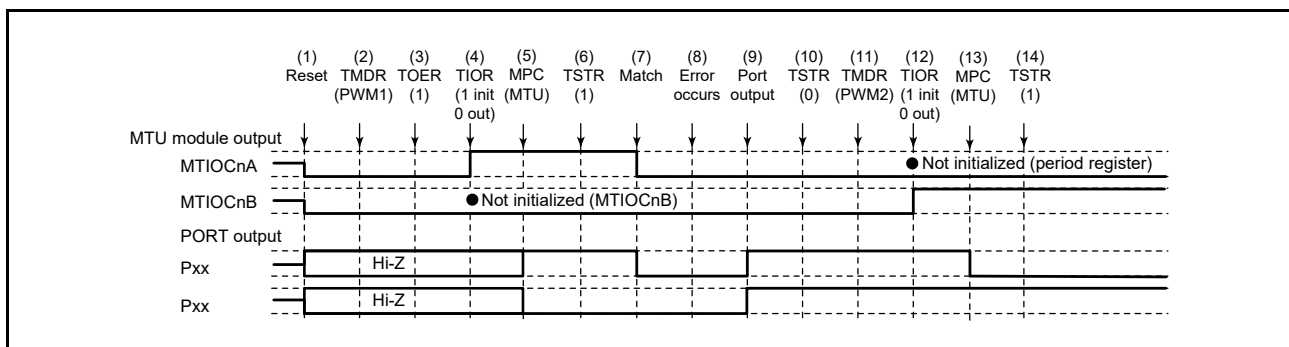 (1) (2) (3) (4) (5) (6) (7) (8) (9) (10) (11) (12) (13) (14)
Reset TMDR TOER TIOR MPC TSTR Match Error Port TSTR TMDR TIOR MPC TSTR
(PWM1) (1) (1 init (MTU) (1) occurs output (0) (PWM2) (1 init (MTU) (1)
0 out) 0 out)
MTU module output
MTIOCnA Not initialized (period register)
MTIOCnB Not initialized (MTIOCnB)
PORT output
Pxx Hi-Z
Pxx Hi-Z